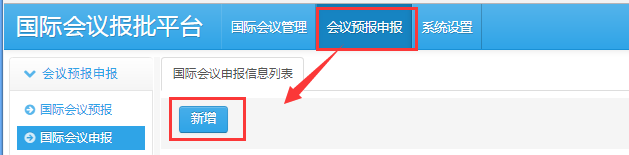 国际会议报批平台 国际会议管理 会议预报申报 系统设置
会议预报申报 国际会议申报信息列表
国际会议预报 新增
国际会议申报